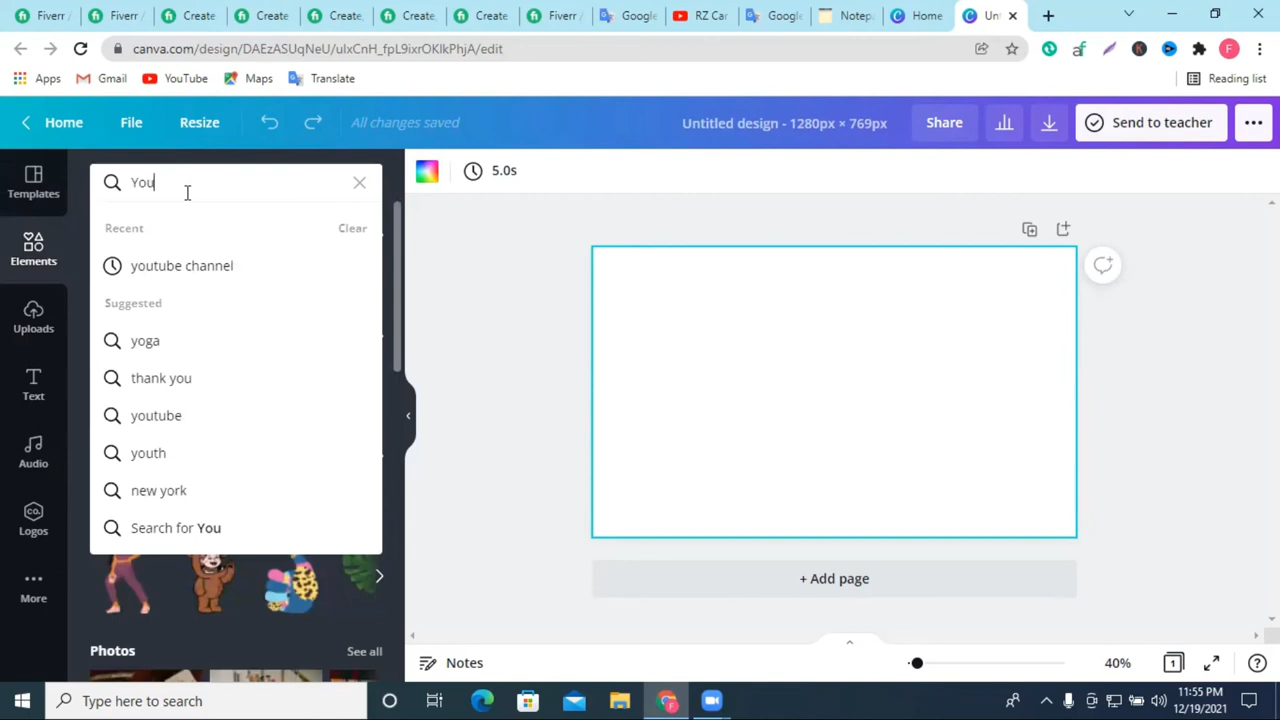 Fiverr /
Fiverr /
Create
Create
Create
Create
Create
Fiverr /
Google
RZ Car
Google
Notep
Home
Unt
canva.com/design/DAEzASUqNeU/ulxCnH_fpL9ixrOKlkPhjA/edit
F
Apps
Gmail
YouTube
Maps
Translate
Reading list
Home
File
Resize
All changes saved
Untitled design - 1280px × 769px
Share
Send to teacher
Templates
Elements
Uploads
Text
Audio
CO.
Logos
More
You
Recent
Clear
youtube channel
Suggested
yoga
thank you
youtube
youth
new york
Search for You
Photos
See all
5.0s
+ Add page
Notes
40%
1
Type here to search
11:55 PM
12/19/2021